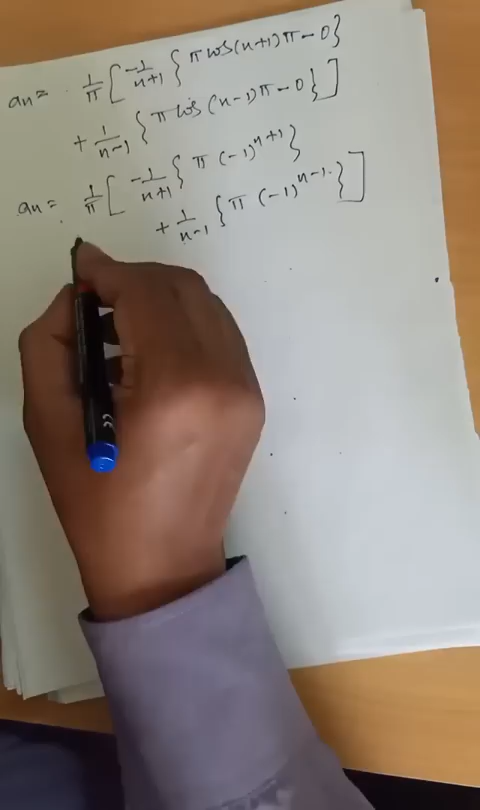 an = 1/π [ -1/n+1 { π cos(n+1)π - 0 }
+ 1/n-1 { π cos (n-1)π - 0 } ]
an = 1/π [ -1/n+1 { π (-1)^n+1 }
+ 1/n-1 { π (-1)^n-1 } ]